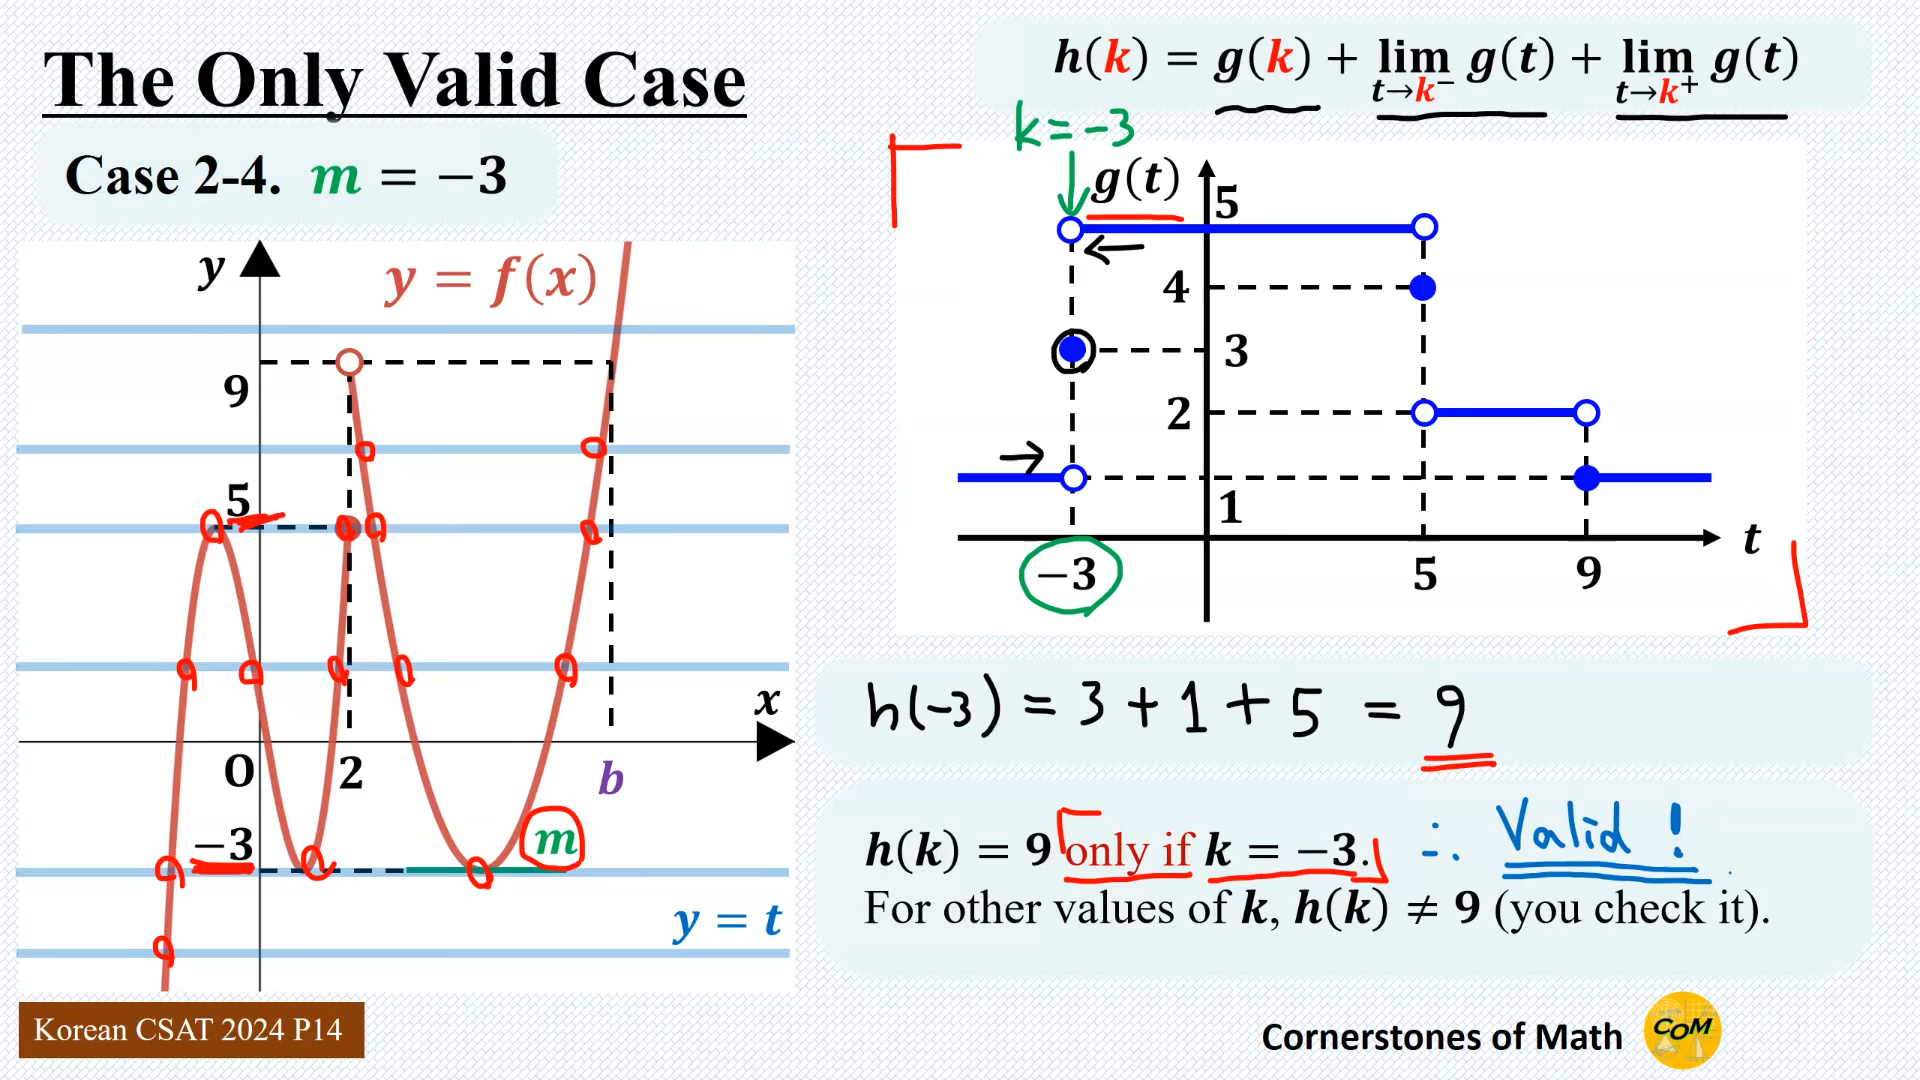 The Only Valid Case
Case 2-4. m = −3
h(k) = g(k) + lim g(t) + lim g(t)
t→k⁻ t→k⁺
k = -3
g(t)
5
4
3
2
1
−3 5 9 t
y
y = f(x)
9
5
x
O 2 b
−3
m
y = t
h(-3) = 3 + 1 + 5 = 9
h(k) = 9 only if k = −3. ∴ Valid !
For other values of k, h(k) ≠ 9 (you check it).
Korean CSAT 2024 P14
Cornerstones of Math
CoM